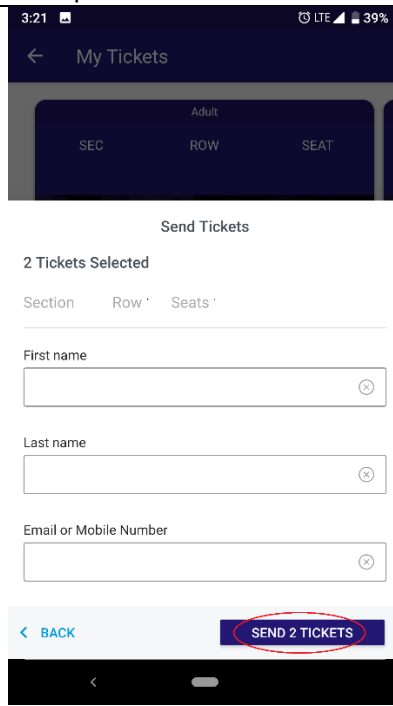 3:21 LTE 39%
My Tickets
Adult
SEC ROW SEAT
Send Tickets
2 Tickets Selected
Section Row Seats
First name
Last name
Email or Mobile Number
BACK SEND 2 TICKETS